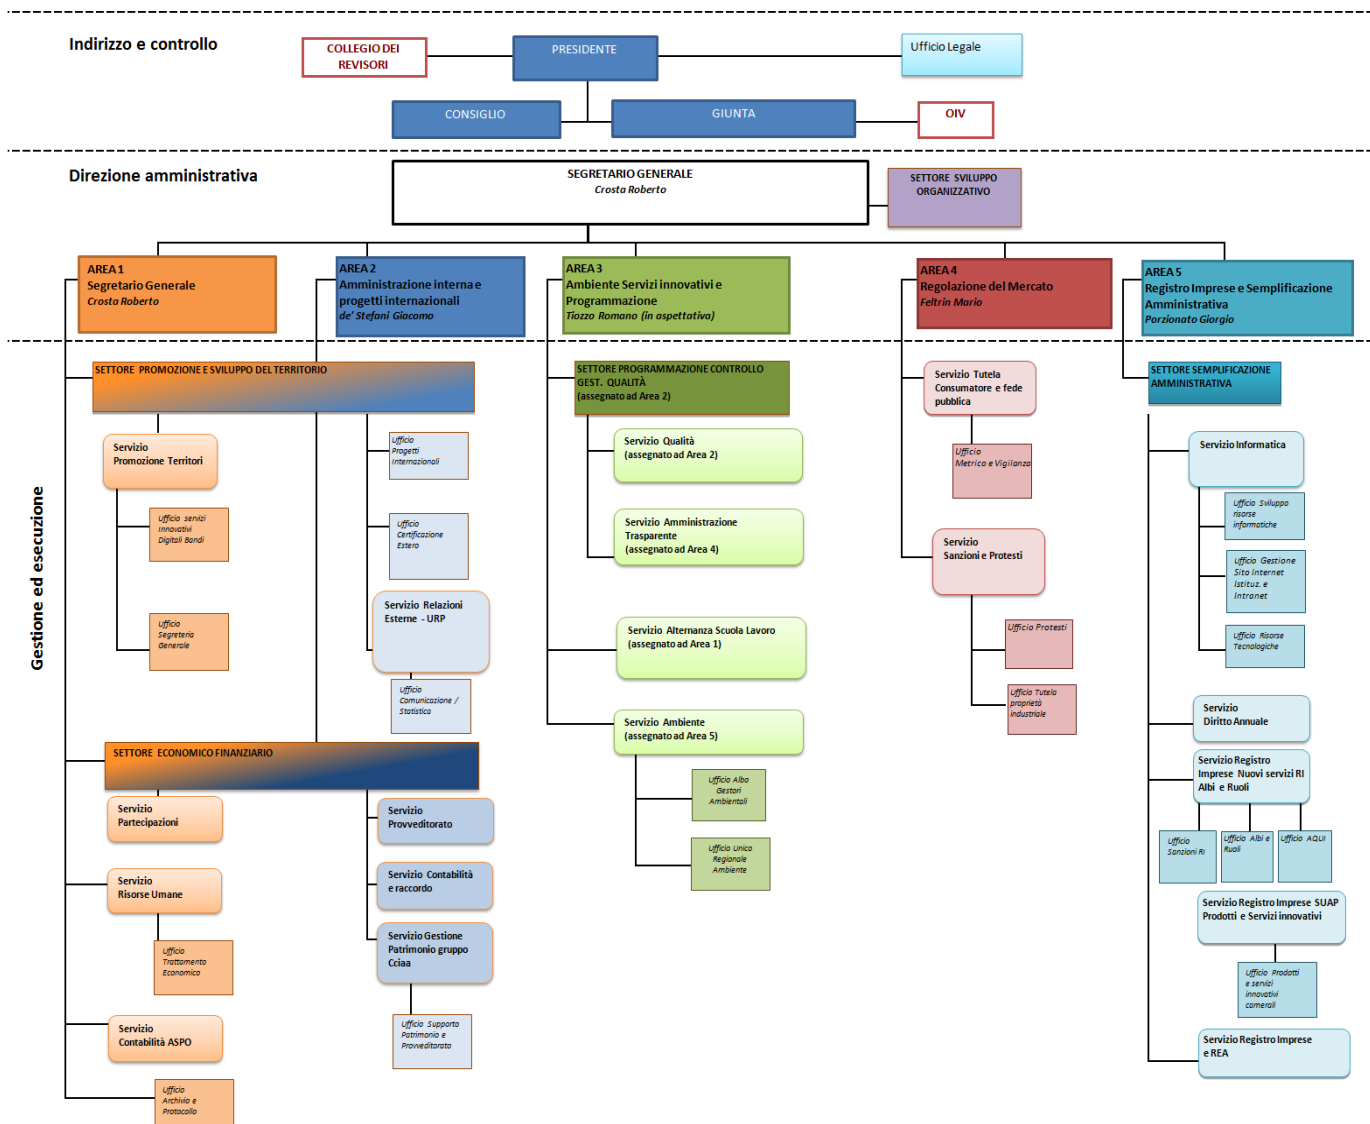 Indirizzo e controllo
COLLEGIO DEI
REVISORI
PRESIDENTE
Ufficio Legale
CONSIGLIO
GIUNTA
OIV
Direzione amministrativa
SEGRETARIO GENERALE
Crosta Roberto
SETTORE SVILUPPO
ORGANIZZATIVO
AREA 1
Segretario Generale
Crosta Roberto
AREA 2
Amministrazione interna e
progetti internazionali
de' Stefani Giacomo
AREA 3
Ambiente Servizi innovativi e
Programmazione
Tiozzo Romano (in aspettativa)
AREA 4
Regolazione del Mercato
Feltrin Mario
AREA 5
Registro Imprese e Semplificazione
Amministrativa
Porzionato Giorgio
Gestione ed esecuzione
SETTORE PROMOZIONE E SVILUPPO DEL TERRITORIO
Servizio
Promozione Territori
Ufficio servizi
Innovativi
Digitali Bandi
Ufficio
Segreteria
Generale
Ufficio
Progetti
Internazionali
Ufficio
Certificazione
Estero
Servizio Relazioni
Esterne - URP
Ufficio
Comunicazione /
Statistica
SETTORE ECONOMICO FINANZIARIO
Servizio
Partecipazioni
Servizio
Risorse Umane
Ufficio
Trattamento
Economico
Servizio
Contabilità ASPO
Ufficio
Archivio e
Protocollo
Servizio
Provveditorato
Servizio Contabilità
e raccordo
Servizio Gestione
Patrimonio gruppo
Cciaa
Ufficio Supporto
Patrimonio e
Provveditorato
SETTORE PROGRAMMAZIONE CONTROLLO
GEST. QUALITÀ
(assegnato ad Area 2)
Servizio Qualità
(assegnato ad Area 2)
Servizio Amministrazione
Trasparente
(assegnato ad Area 4)
Servizio Alternanza Scuola Lavoro
(assegnato ad Area 1)
Servizio Ambiente
(assegnato ad Area 5)
Ufficio Albo
Gestori
Ambientali
Ufficio Unico
Regionale
Ambiente
Servizio Tutela
Consumatore e fede
pubblica
Ufficio
Metrico e Vigilanza
Servizio
Sanzioni e Protesti
Ufficio Protesti
Ufficio Tutela
proprietà
industriale
SETTORE SEMPLIFICAZIONE
AMMINISTRATIVA
Servizio Informatica
Ufficio Sviluppo
risorse
informatiche
Ufficio Gestione
Sito Internet
Istituz. e
Intranet
Ufficio Risorse
Tecnologiche
Servizio
Diritto Annuale
Servizio Registro
Imprese Nuovi servizi RI
Albi e Ruoli
Ufficio
Sanzioni RI
Ufficio Albi e
Ruoli
Ufficio AQUI
Servizio Registro Imprese SUAP
Prodotti e Servizi innovativi
Ufficio Prodotti
e servizi
innovativi
camerali
Servizio Registro Imprese
e REA